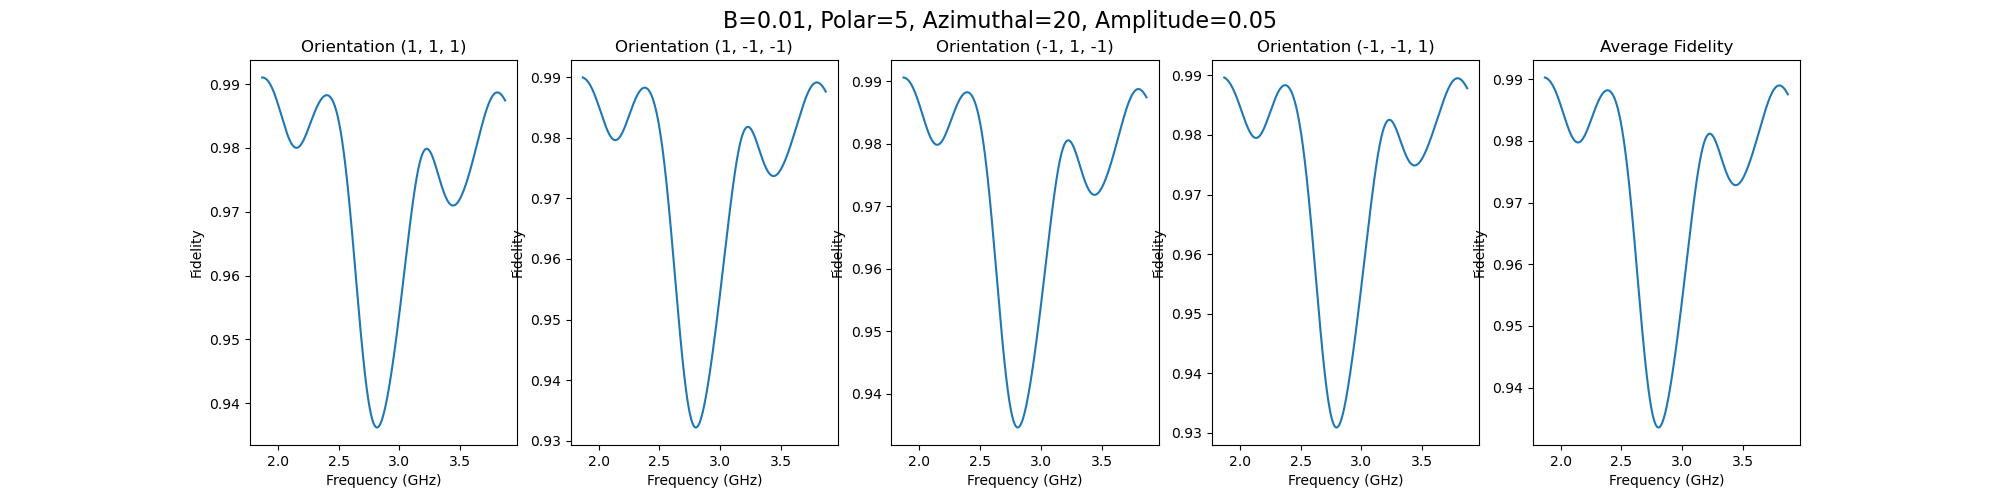 B=0.01, Polar=5, Azimuthal=20, Amplitude=0.05
Orientation (1, 1, 1)
0.99
0.98
0.97
0.96
0.95
0.94
Fidelity
2.0 2.5 3.0 3.5
Frequency (GHz)
Orientation (1, -1, -1)
0.99
0.98
0.97
0.96
0.95
0.94
0.93
Fidelity
2.0 2.5 3.0 3.5
Frequency (GHz)
Orientation (-1, 1, -1)
0.99
0.98
0.97
0.96
0.95
0.94
Fidelity
2.0 2.5 3.0 3.5
Frequency (GHz)
Orientation (-1, -1, 1)
0.99
0.98
0.97
0.96
0.95
0.94
0.93
Fidelity
2.0 2.5 3.0 3.5
Frequency (GHz)
Average Fidelity
0.99
0.98
0.97
0.96
0.95
0.94
Fidelity
2.0 2.5 3.0 3.5
Frequency (GHz)